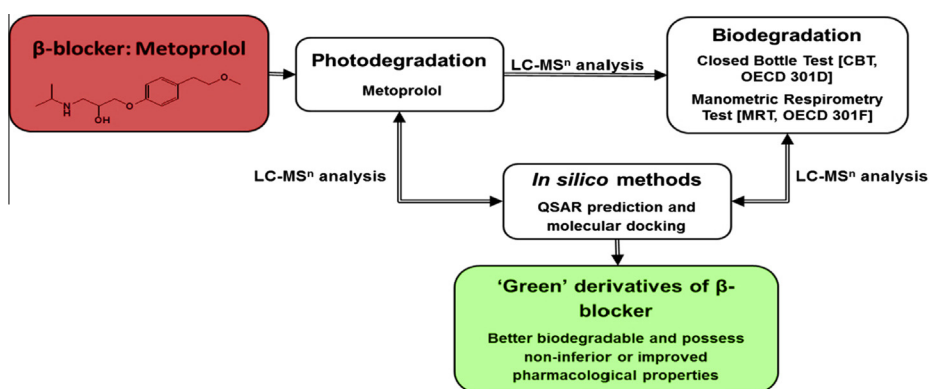 β-blocker: Metoprolol
N
H
OH
O
O
Photodegradation
Metoprolol
LC-MSⁿ analysis
Biodegradation
Closed Bottle Test [CBT,
OECD 301D]
Manometric Respirometry
Test [MRT, OECD 301F]
LC-MSⁿ analysis
In silico methods
QSAR prediction and
molecular docking
LC-MSⁿ analysis
‘Green’ derivatives of β-
blocker
Better biodegradable and possess
non-inferior or improved
pharmacological properties